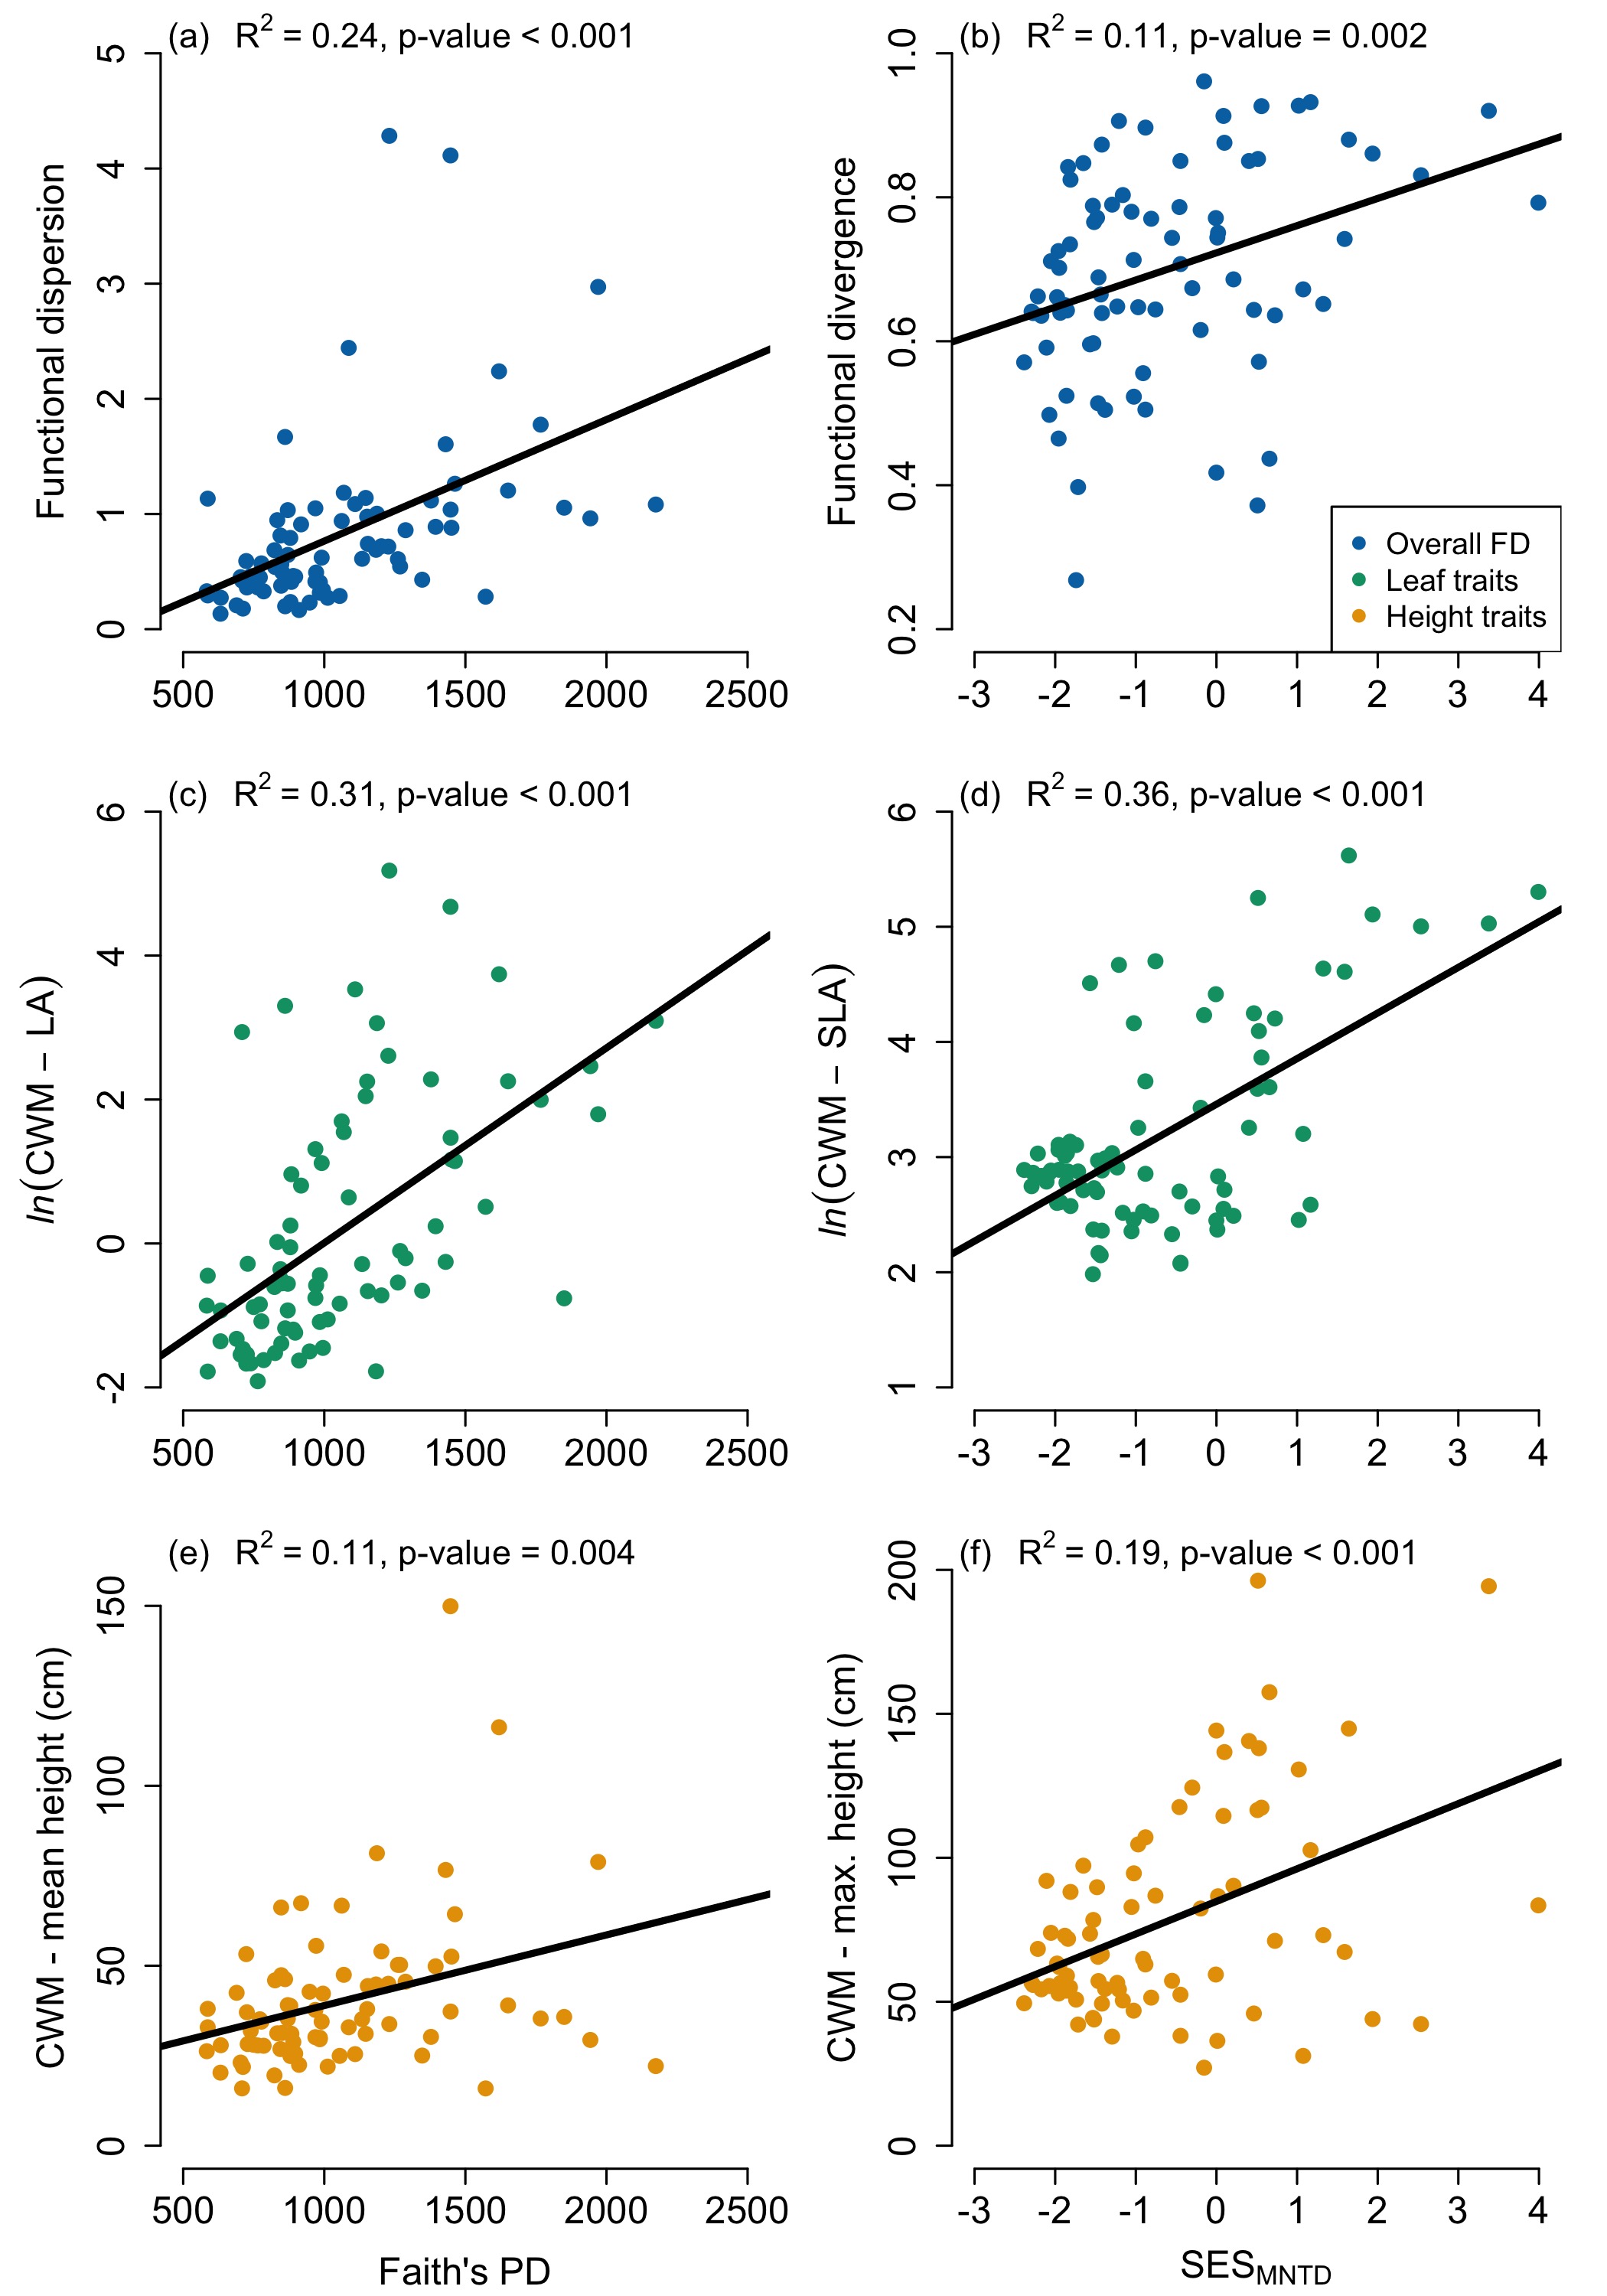 (a) R² = 0.24, p-value < 0.001
Functional dispersion
0 1 2 3 4 5
500 1000 1500 2000 2500
(b) R² = 0.11, p-value = 0.002
Functional divergence
0.2 0.4 0.6 0.8 1.0
-3 -2 -1 0 1 2 3 4
Overall FD
Leaf traits
Height traits
(c) R² = 0.31, p-value < 0.001
ln(CWM – LA)
-2 0 2 4 6
500 1000 1500 2000 2500
(d) R² = 0.36, p-value < 0.001
ln(CWM – SLA)
1 2 3 4 5 6
-3 -2 -1 0 1 2 3 4
(e) R² = 0.11, p-value = 0.004
CWM - mean height (cm)
0 50 100 150
500 1000 1500 2000 2500
Faith's PD
(f) R² = 0.19, p-value < 0.001
CWM - max. height (cm)
0 50 100 150 200
-3 -2 -1 0 1 2 3 4
SES MNTD